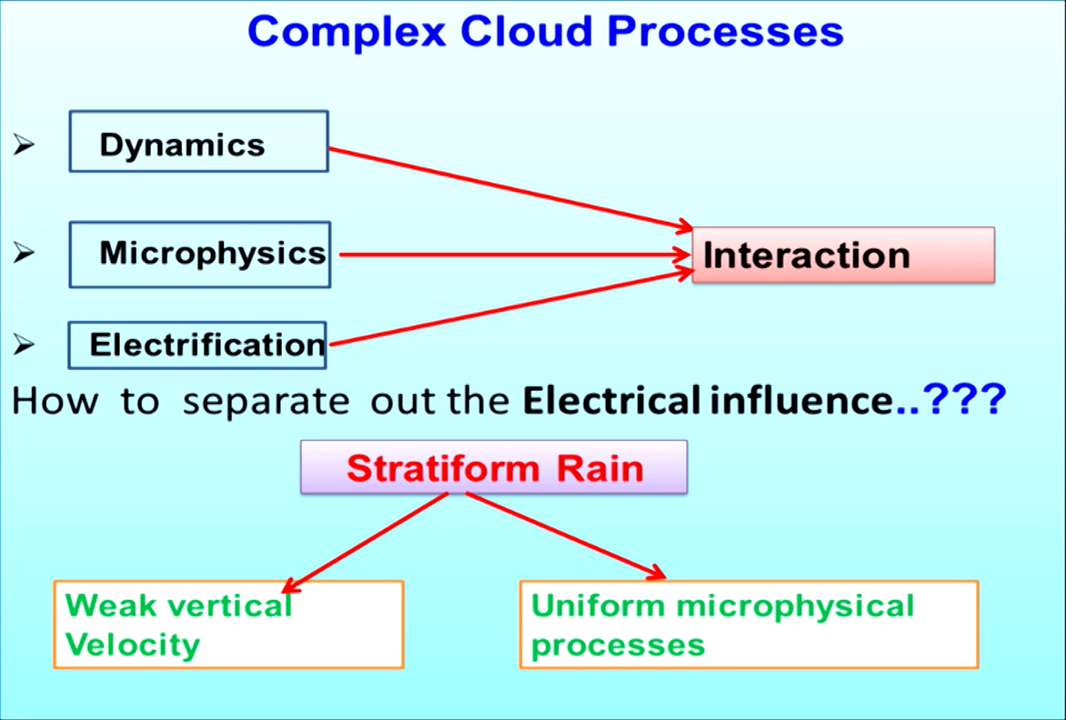 Complex Cloud Processes
Dynamics
Microphysics
Interaction
Electrification
How to separate out the Electrical influence..???
Stratiform Rain
Weak vertical
Velocity
Uniform microphysical
processes